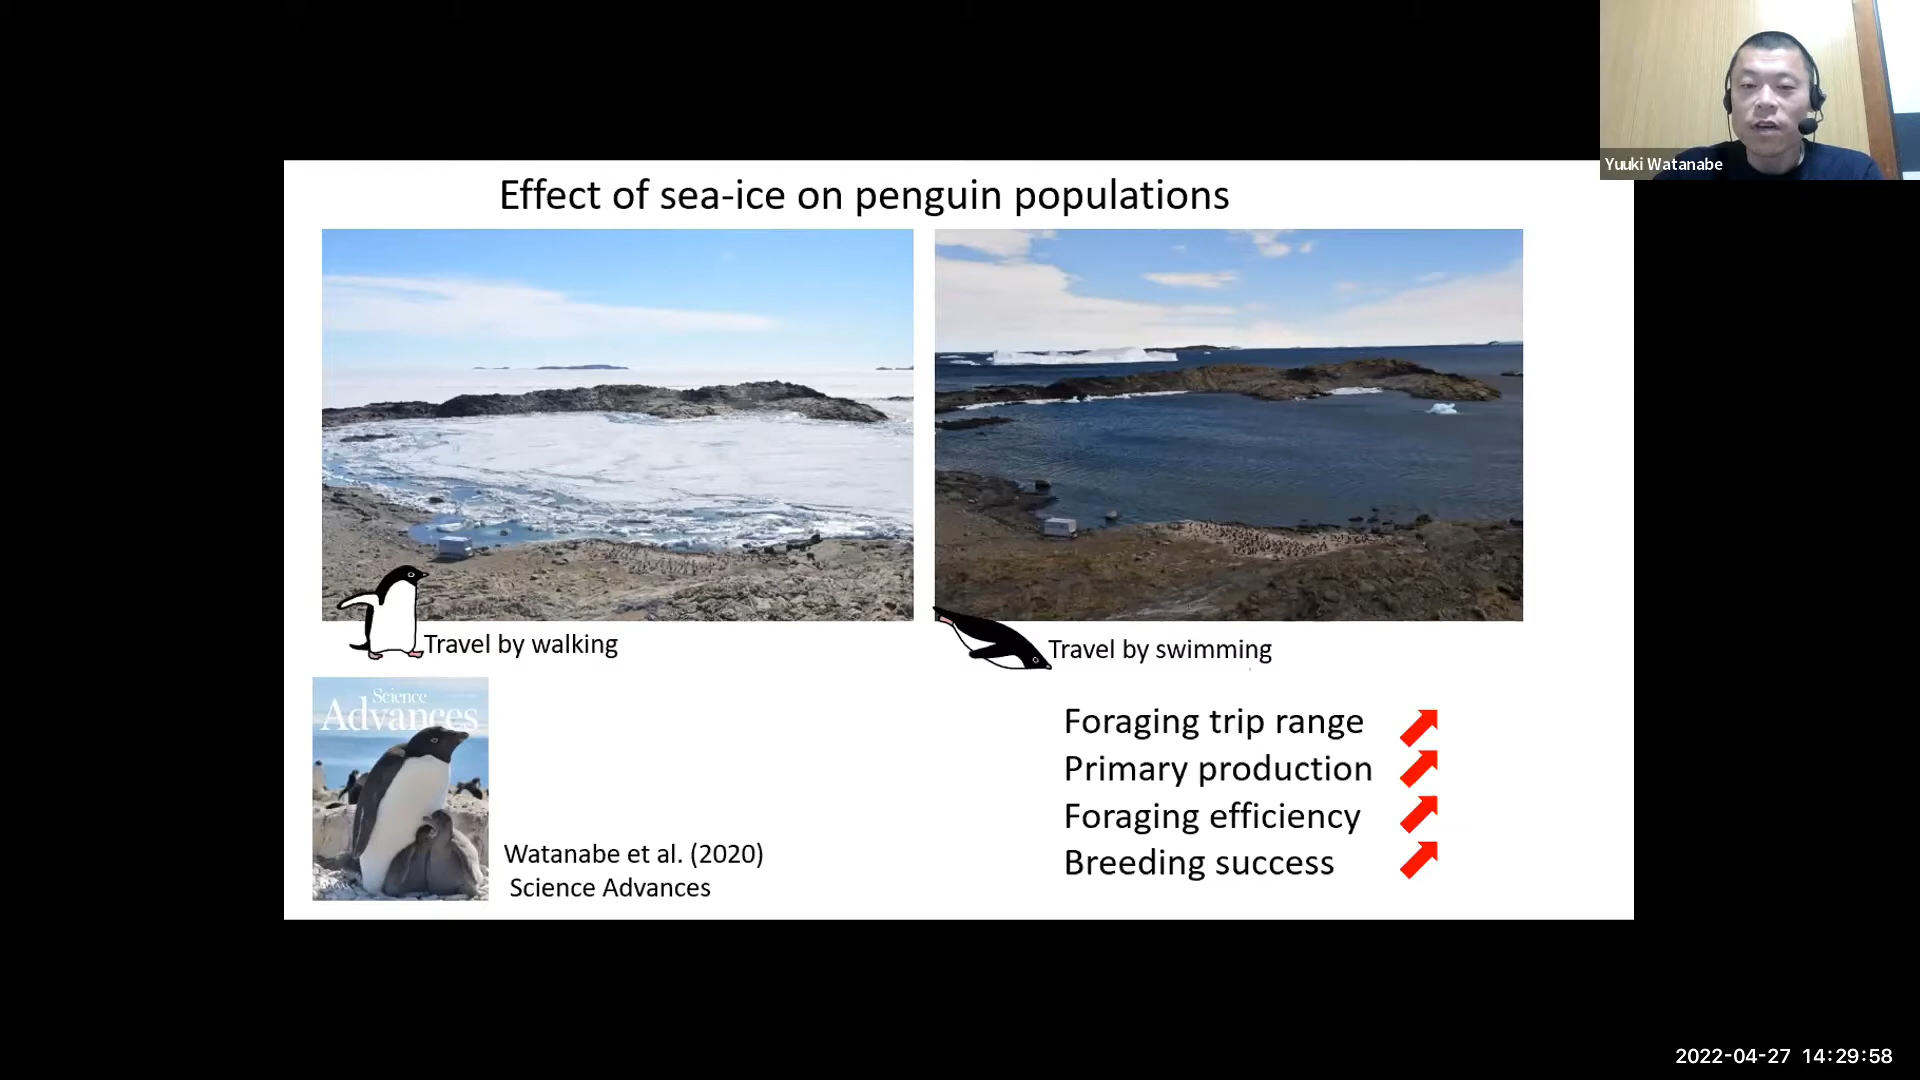 Yuuki Watanabe
Effect of sea-ice on penguin populations
Travel by walking
Travel by swimming
Science
Advances
Watanabe et al. (2020)
Science Advances
Foraging trip range
Primary production
Foraging efficiency
Breeding success
2022-04-27 14:29:58